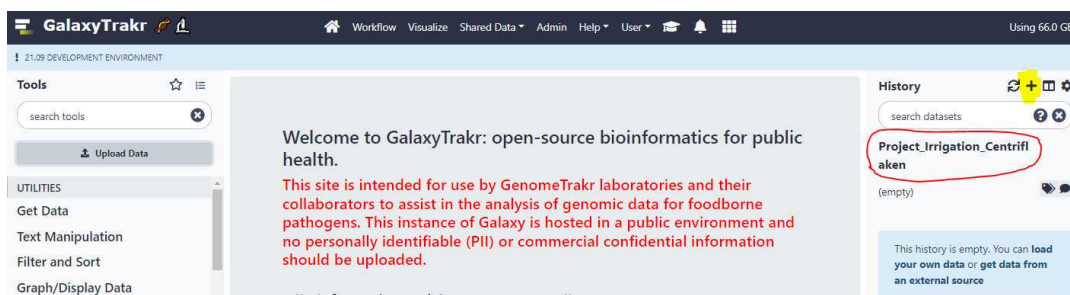 GalaxyTrakr
Workflow Visualize Shared Data Admin Help User
Using 66.0 GB
! 21.09 DEVELOPMENT ENVIRONMENT
Tools
search tools
Upload Data
UTILITIES
Get Data
Text Manipulation
Filter and Sort
Graph/Display Data
Welcome to GalaxyTrakr: open-source bioinformatics for public
health.
This site is intended for use by GenomeTrakr laboratories and their
collaborators to assist in the analysis of genomic data for foodborne
pathogens. This instance of Galaxy is hosted in a public environment and
no personally identifiable (PII) or commercial confidential information
should be uploaded.
History
search datasets
Project_Irrigation_Centrifl
aken
(empty)
This history is empty. You can load
your own data or get data from
an external source